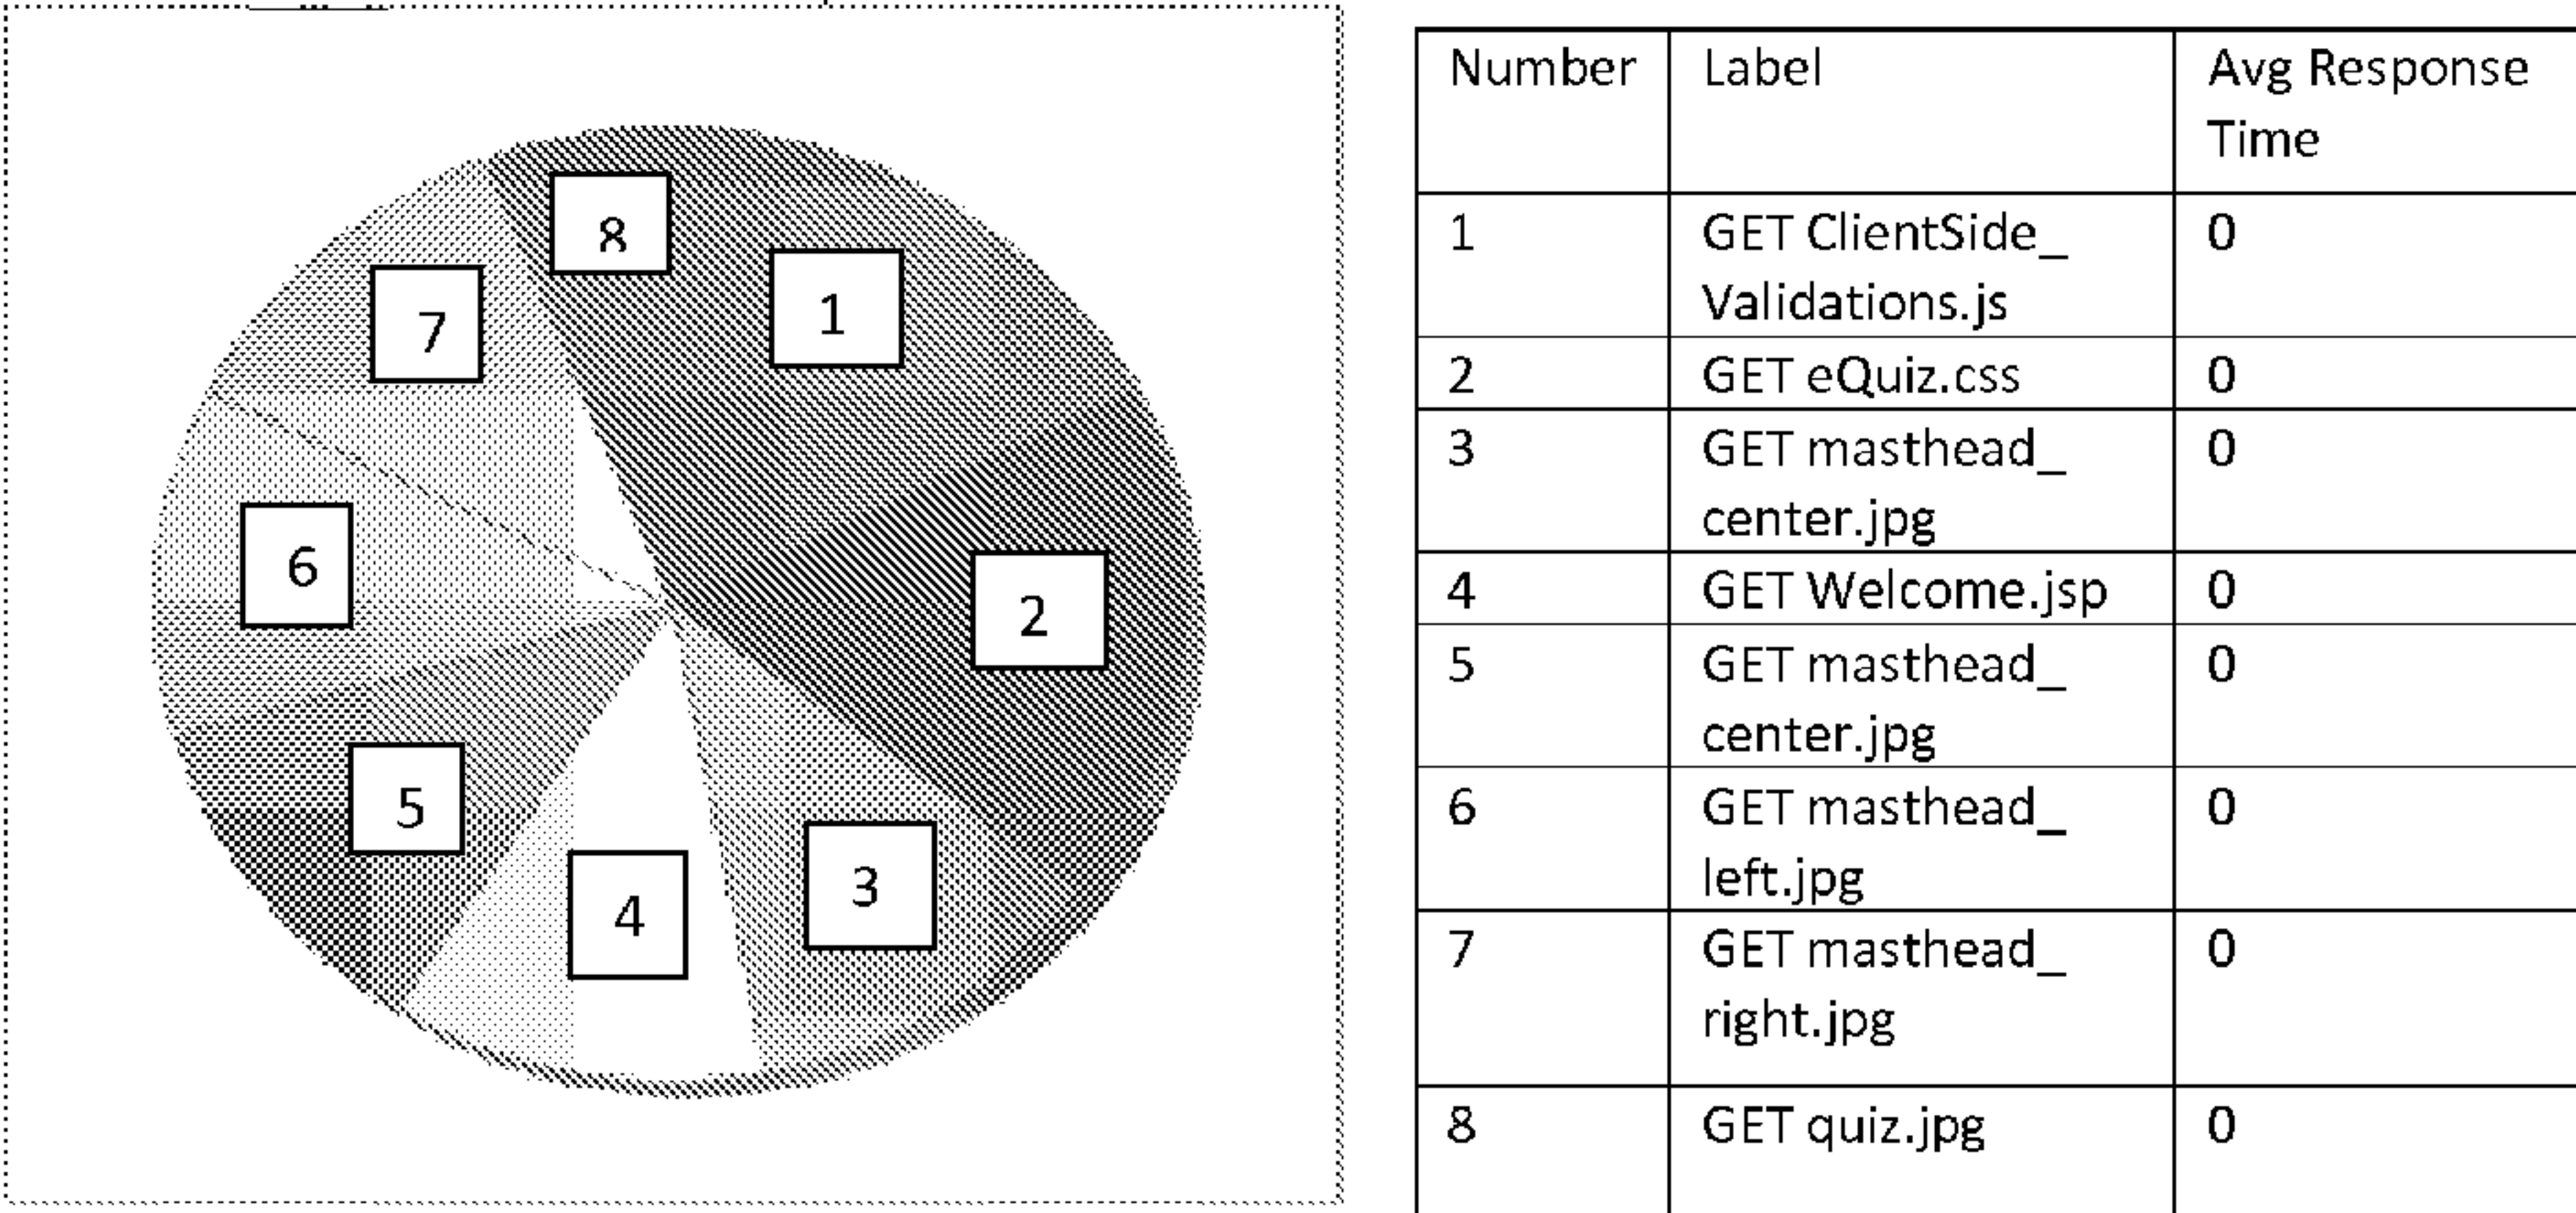 8
1
7
2
6
5
3
4
Number Label Avg Response
Time
1 GET ClientSide_ 0
Validations.js
2 GET eQuiz.css 0
3 GET masthead_ 0
center.jpg
4 GET Welcome.jsp 0
5 GET masthead_ 0
center.jpg
6 GET masthead_ 0
left.jpg
7 GET masthead_ 0
right.jpg
8 GET quiz.jpg 0